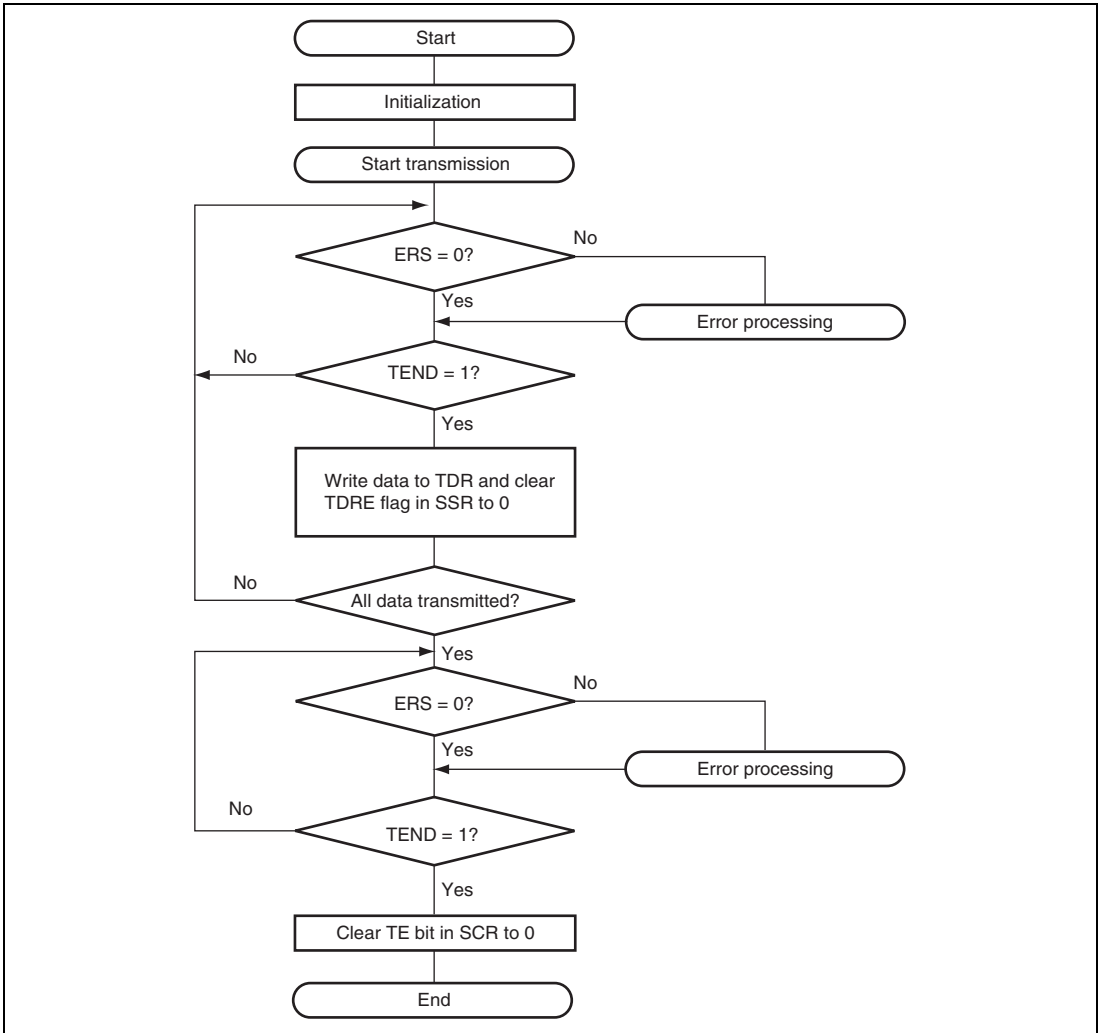 Start
Initialization
Start transmission
ERS = 0?
No
Yes
Error processing
No
TEND = 1?
Yes
Write data to TDR and clear
TDRE flag in SSR to 0
No
All data transmitted?
Yes
ERS = 0?
No
Yes
Error processing
No
TEND = 1?
Yes
Clear TE bit in SCR to 0
End